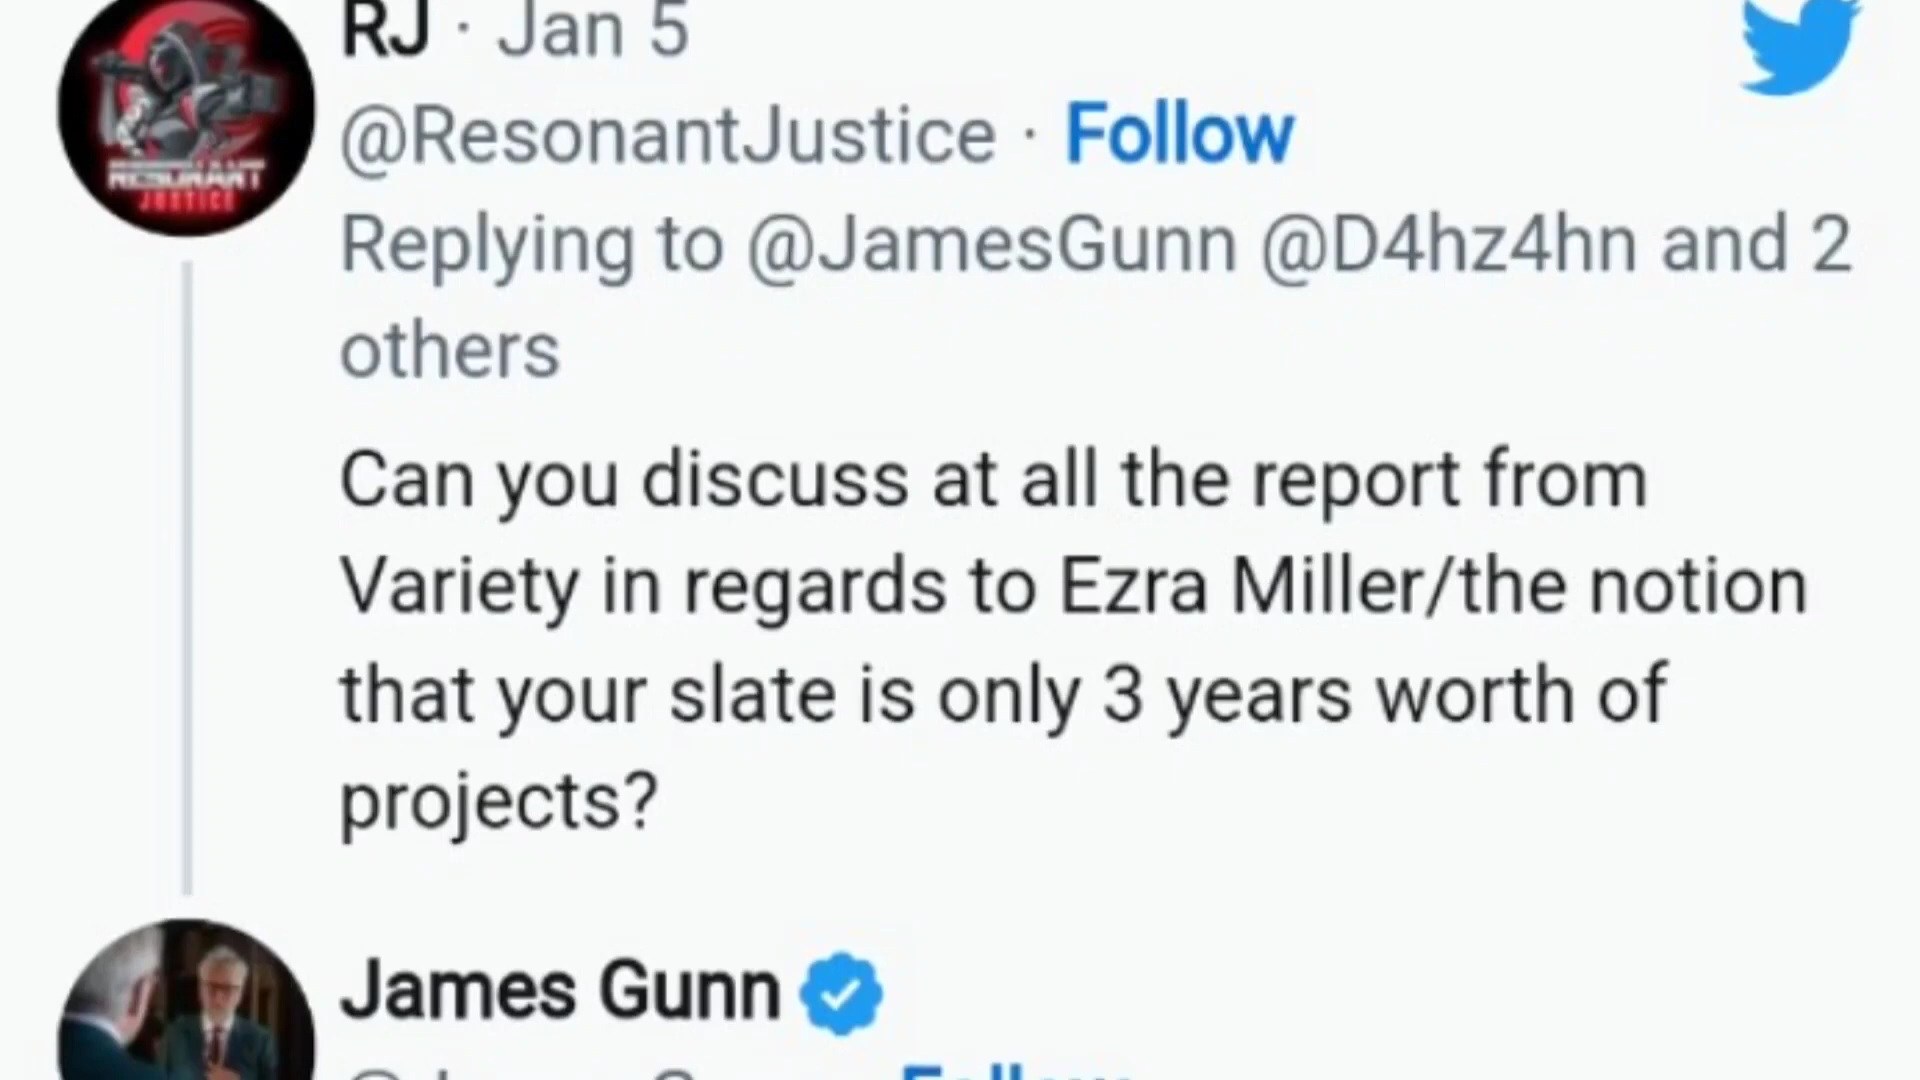 RJ · Jan 5
@ResonantJustice · Follow
Replying to @JamesGunn @D4hz4hn and 2
others
Can you discuss at all the report from
Variety in regards to Ezra Miller/the notion
that your slate is only 3 years worth of
projects?
James Gunn
RESONANT
JUSTICE